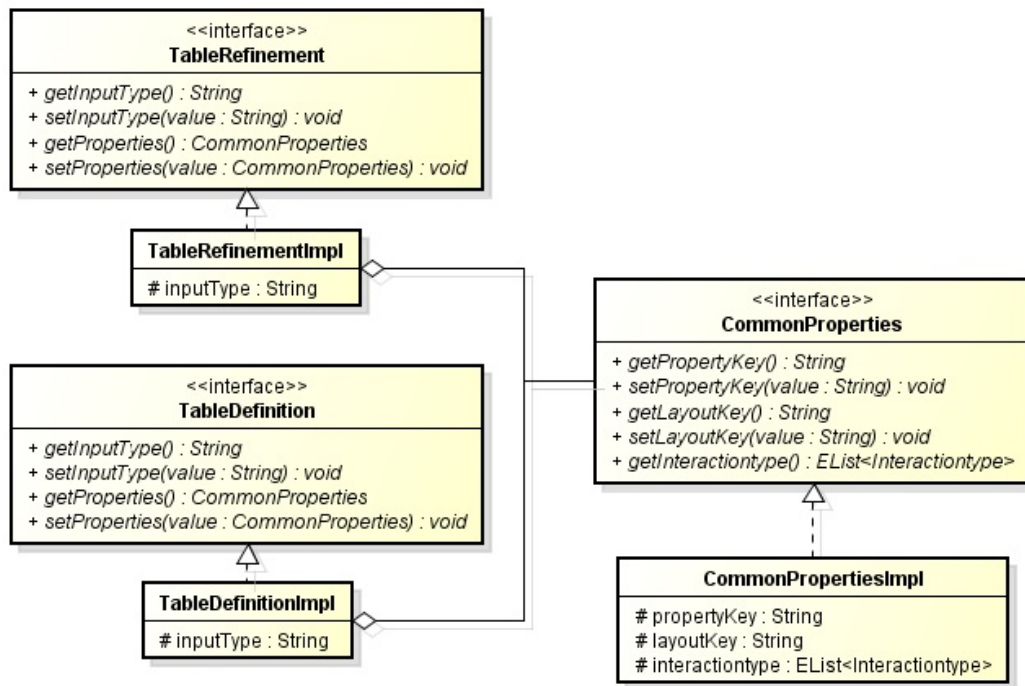 <<interface>>
TableRefinement
+ getInputType() : String
+ setInputType(value : String) : void
+ getProperties() : CommonProperties
+ setProperties(value : CommonProperties) : void
TableRefinementImpl
# inputType : String
<<interface>>
TableDefinition
+ getInputType() : String
+ setInputType(value : String) : void
+ getProperties() : CommonProperties
+ setProperties(value : CommonProperties) : void
TableDefinitionImpl
# inputType : String
<<interface>>
CommonProperties
+ getPropertyKey() : String
+ setPropertyKey(value : String) : void
+ getLayoutKey() : String
+ setLayoutKey(value : String) : void
+ getInteractiontype() : EList<Interactiontype>
CommonPropertiesImpl
# propertyKey : String
# layoutKey : String
# interactiontype : EList<Interactiontype>